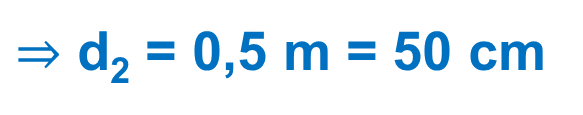 ⇒ d₂ = 0,5 m = 50 cm